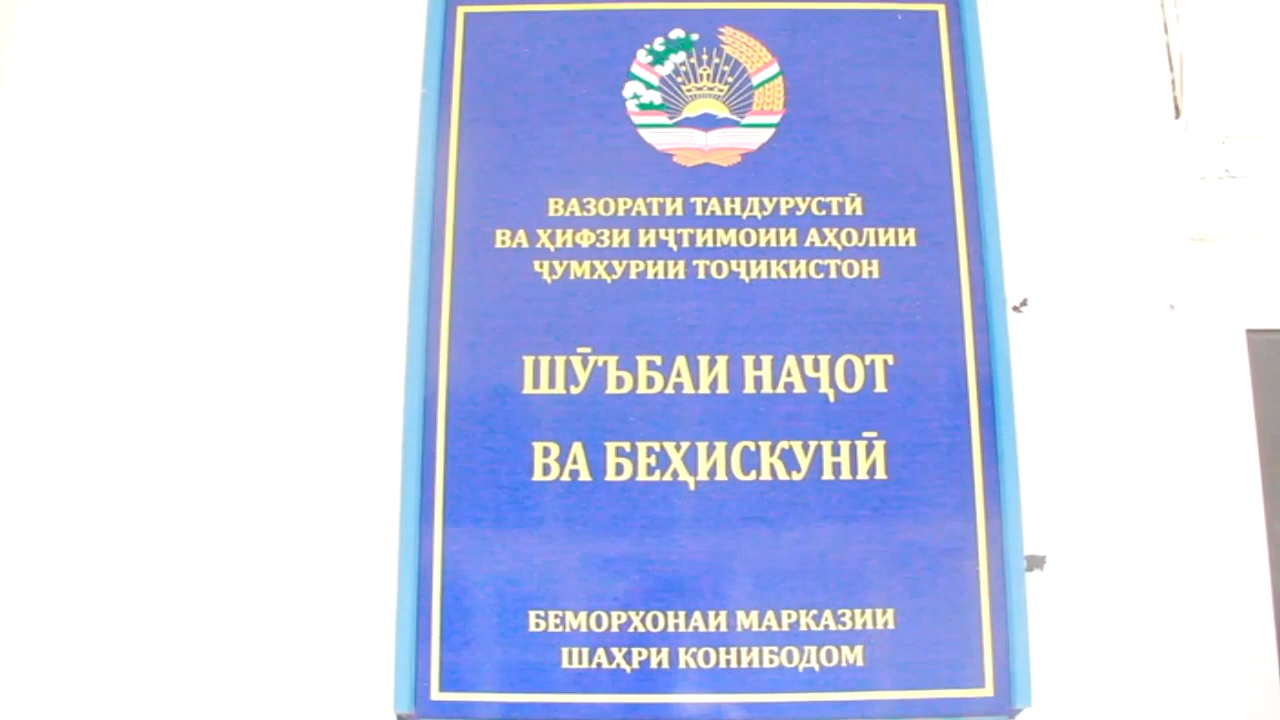 ВАЗОРАТИ ТАНДУРУСТӢ
ВА ҲИФЗИ ИҶТИМОИИ АҲОЛИИ
ҶУМҲУРИИ ТОҶИКИСТОН
ШӮЪБАИ НАҶОТ
ВА БЕҲИСКУНӢ
БЕМОРХОНАИ МАРКАЗИИ
ШАҲРИ КОНИБОДОМ